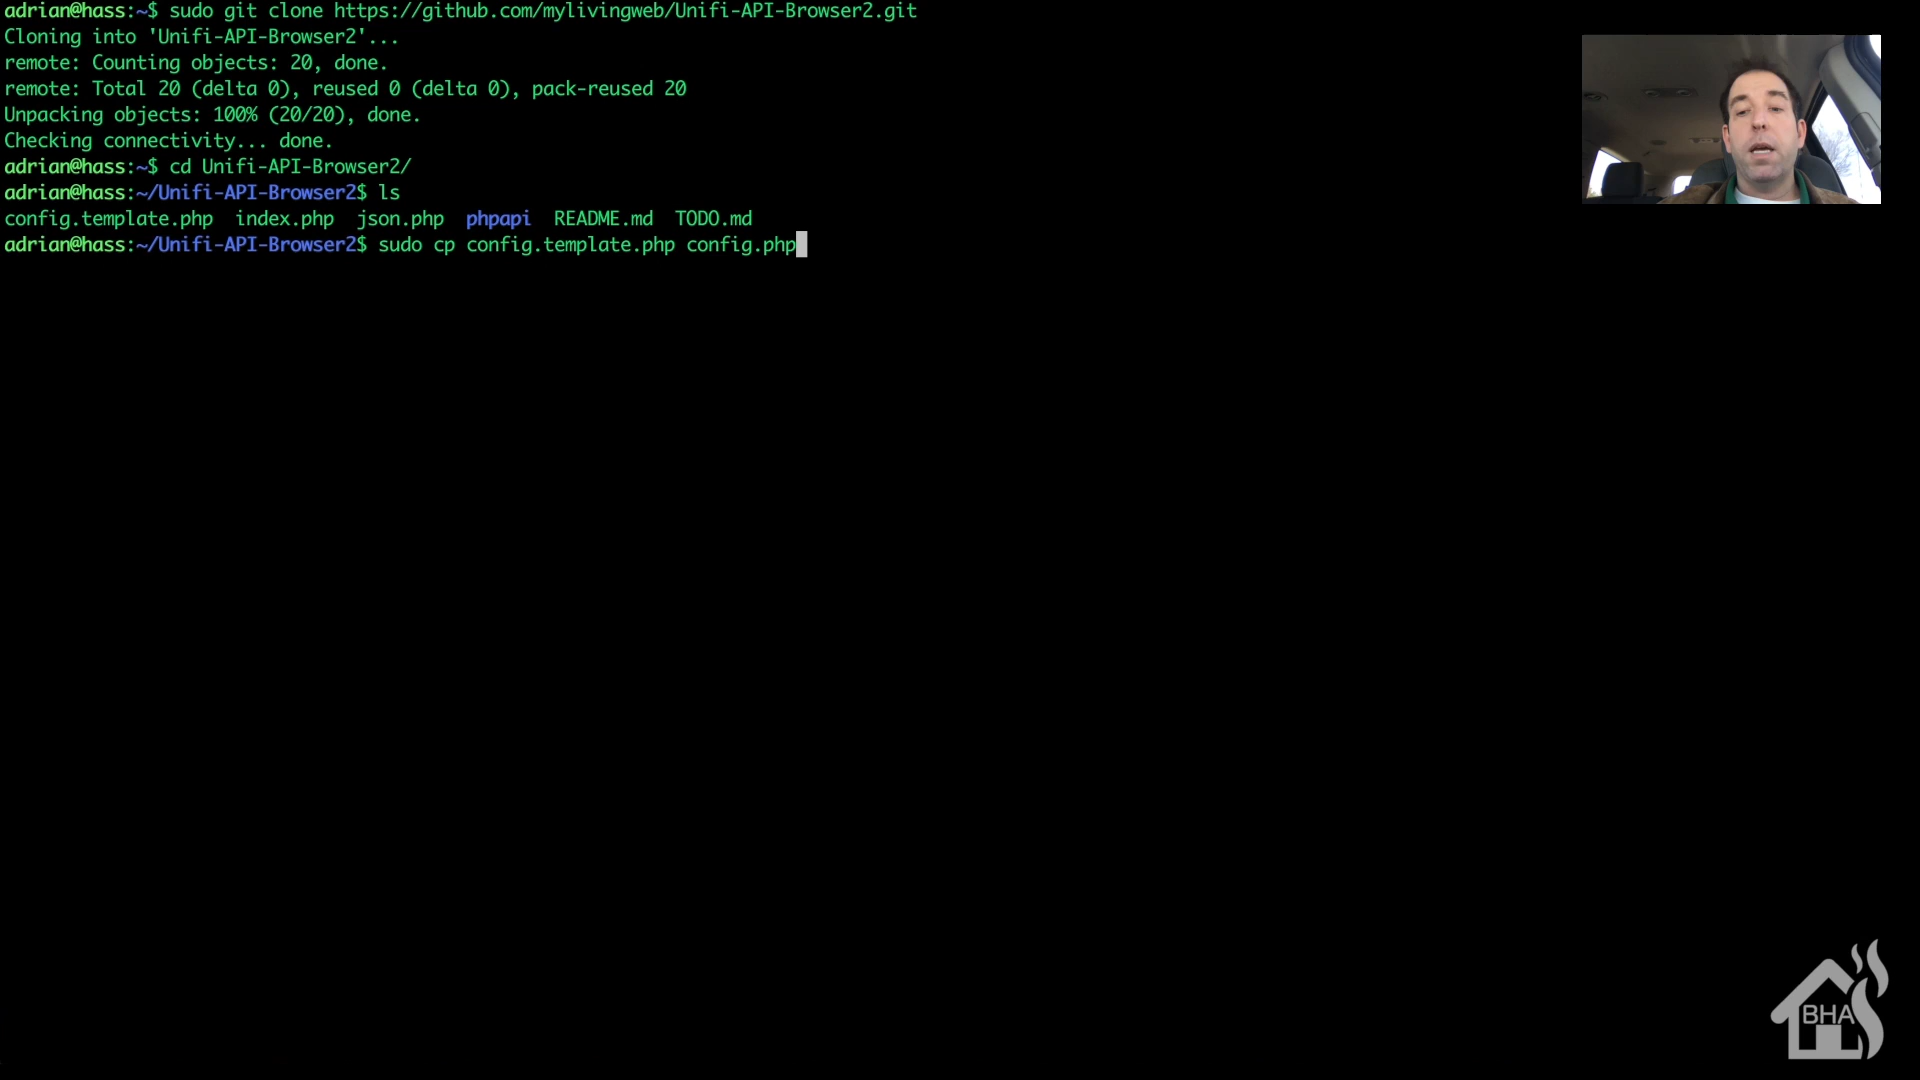 adrian@hass:~$ sudo git clone https://github.com/mylivingweb/Unifi-API-Browser2.git
Cloning into 'Unifi-API-Browser2'...
remote: Counting objects: 20, done.
remote: Total 20 (delta 0), reused 0 (delta 0), pack-reused 20
Unpacking objects: 100% (20/20), done.
Checking connectivity... done.
adrian@hass:~$ cd Unifi-API-Browser2/
adrian@hass:~/Unifi-API-Browser2$ ls
config.template.php  index.php  json.php  phpapi  README.md  TODO.md
adrian@hass:~/Unifi-API-Browser2$ sudo cp config.template.php config.php
BHA